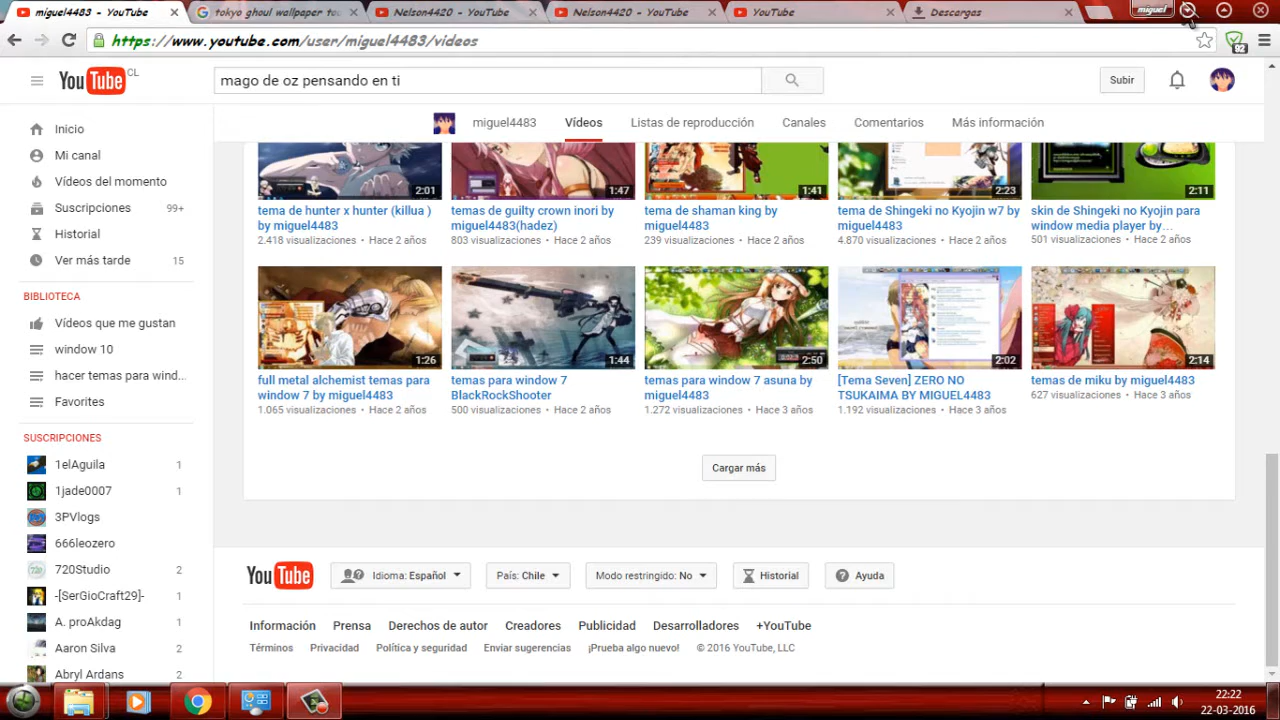 miguel4483 - YouTube
tokyo ghoul wallpaper to
Nelson4420 - YouTube
Nelson4420 - YouTube
YouTube
Descargas
miguel
https://www.youtube.com/user/miguel4483/videos
92
YouTube CL
mago de oz pensando en ti
Subir
miguel4483
Vídeos
Listas de reproducción
Canales
Comentarios
Más información
Inicio
Mi canal
Vídeos del momento
Suscripciones 99+
Historial
Ver más tarde 15
BIBLIOTECA
Vídeos que me gustan
window 10
hacer temas para wind...
Favorites
SUSCRIPCIONES
1elAguila 1
1jade0007 1
3PVlogs
666leozero
720Studio 2
-[SerGioCraft29]- 1
A. proAkdag 1
Aaron Silva 2
Abryl Ardans 2
2:01
tema de hunter x hunter (killua )
by miguel4483
2.418 visualizaciones • Hace 2 años
1:47
temas de guilty crown inori by
miguel4483(hadez)
803 visualizaciones • Hace 2 años
1:41
tema de shaman king by
miguel4483
239 visualizaciones • Hace 2 años
2:23
tema de Shingeki no Kyojin w7 by
miguel4483
4.870 visualizaciones • Hace 2 años
2:11
skin de Shingeki no Kyojin para
window media player by...
501 visualizaciones • Hace 2 años
1:26
full metal alchemist temas para
window 7 by miguel4483
1.065 visualizaciones • Hace 2 años
1:44
temas para window 7
BlackRockShooter
500 visualizaciones • Hace 2 años
2:50
temas para window 7 asuna by
miguel4483
1.272 visualizaciones • Hace 3 años
2:02
[Tema Seven] ZERO NO
TSUKAIMA BY MIGUEL4483
1.192 visualizaciones • Hace 3 años
2:14
temas de miku by miguel4483
627 visualizaciones • Hace 3 años
Cargar más
YouTube
Idioma: Español
País: Chile
Modo restringido: No
Historial
Ayuda
Información
Prensa
Derechos de autor
Creadores
Publicidad
Desarrolladores
+YouTube
Términos
Privacidad
Política y seguridad
Enviar sugerencias
¡Prueba algo nuevo!
© 2016 YouTube, LLC
22:22
22-03-2016